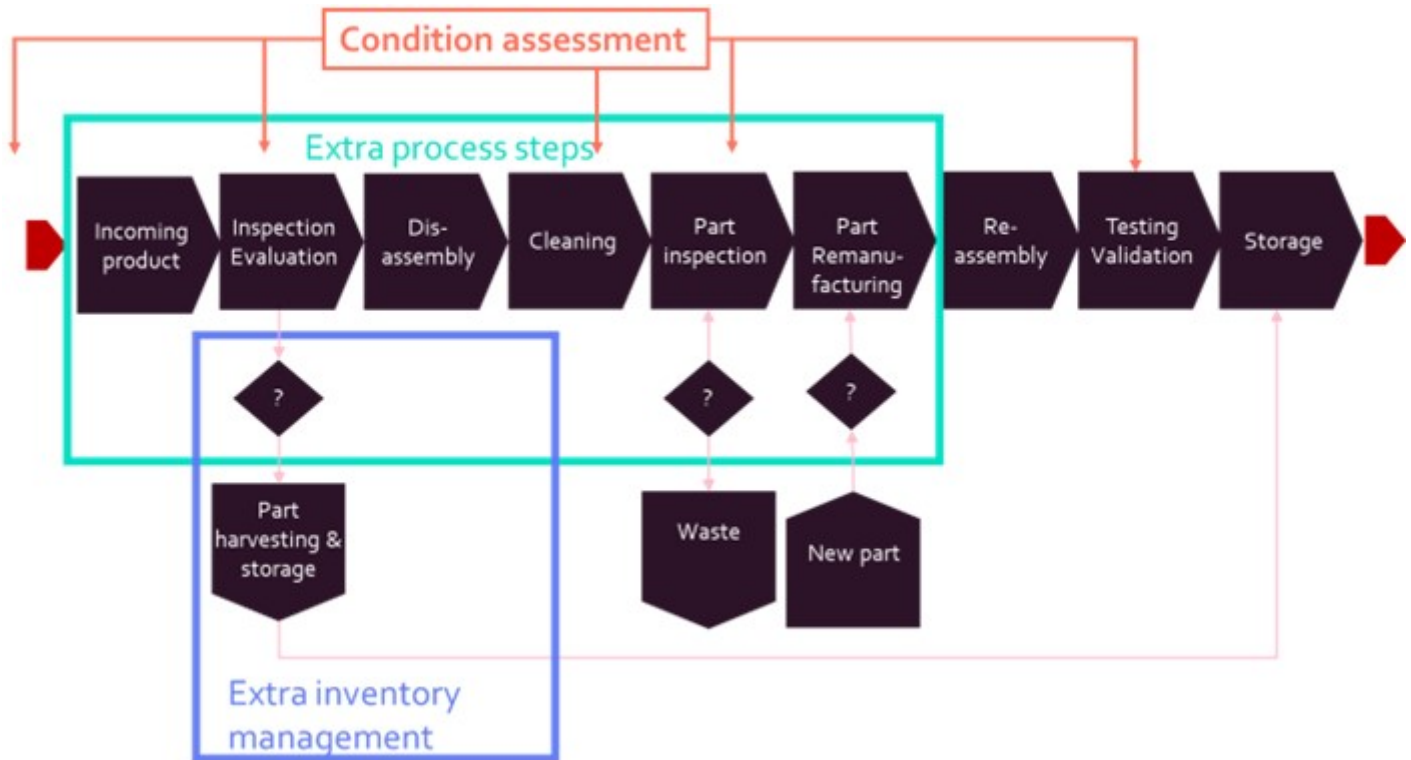 Condition assessment
Extra process steps
Incoming
product
Inspection
Evaluation
Dis-
assembly
Cleaning
Part
inspection
Part
Remanu-
facturing
Re-
assembly
Testing
Validation
Storage
?
?
?
Part
harvesting &
storage
Waste
New part
Extra inventory
management